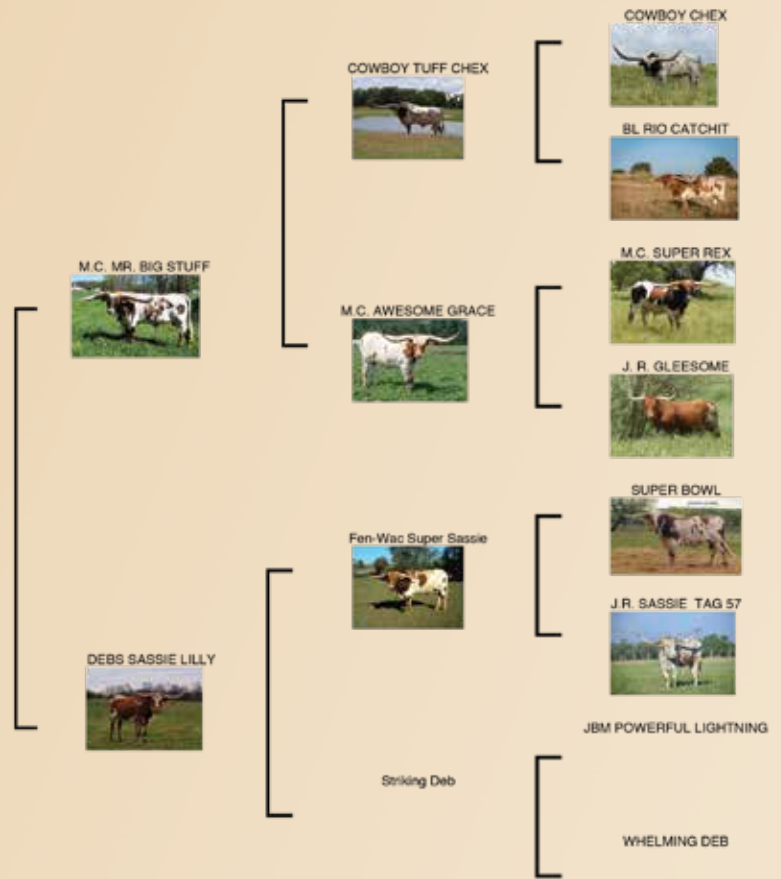 COWBOY CHEX
COWBOY TUFF CHEX
BL RIO CATCHIT
M.C. MR. BIG STUFF
M.C. SUPER REX
M.C. AWESOME GRACE
J. R. GLEESOME
SUPER BOWL
Fen-Wac Super Sassie
J.R. SASSIE TAG 57
DEBS SASSIE LILLY
JBM POWERFUL LIGHTNING
Striking Deb
WHELMING DEB